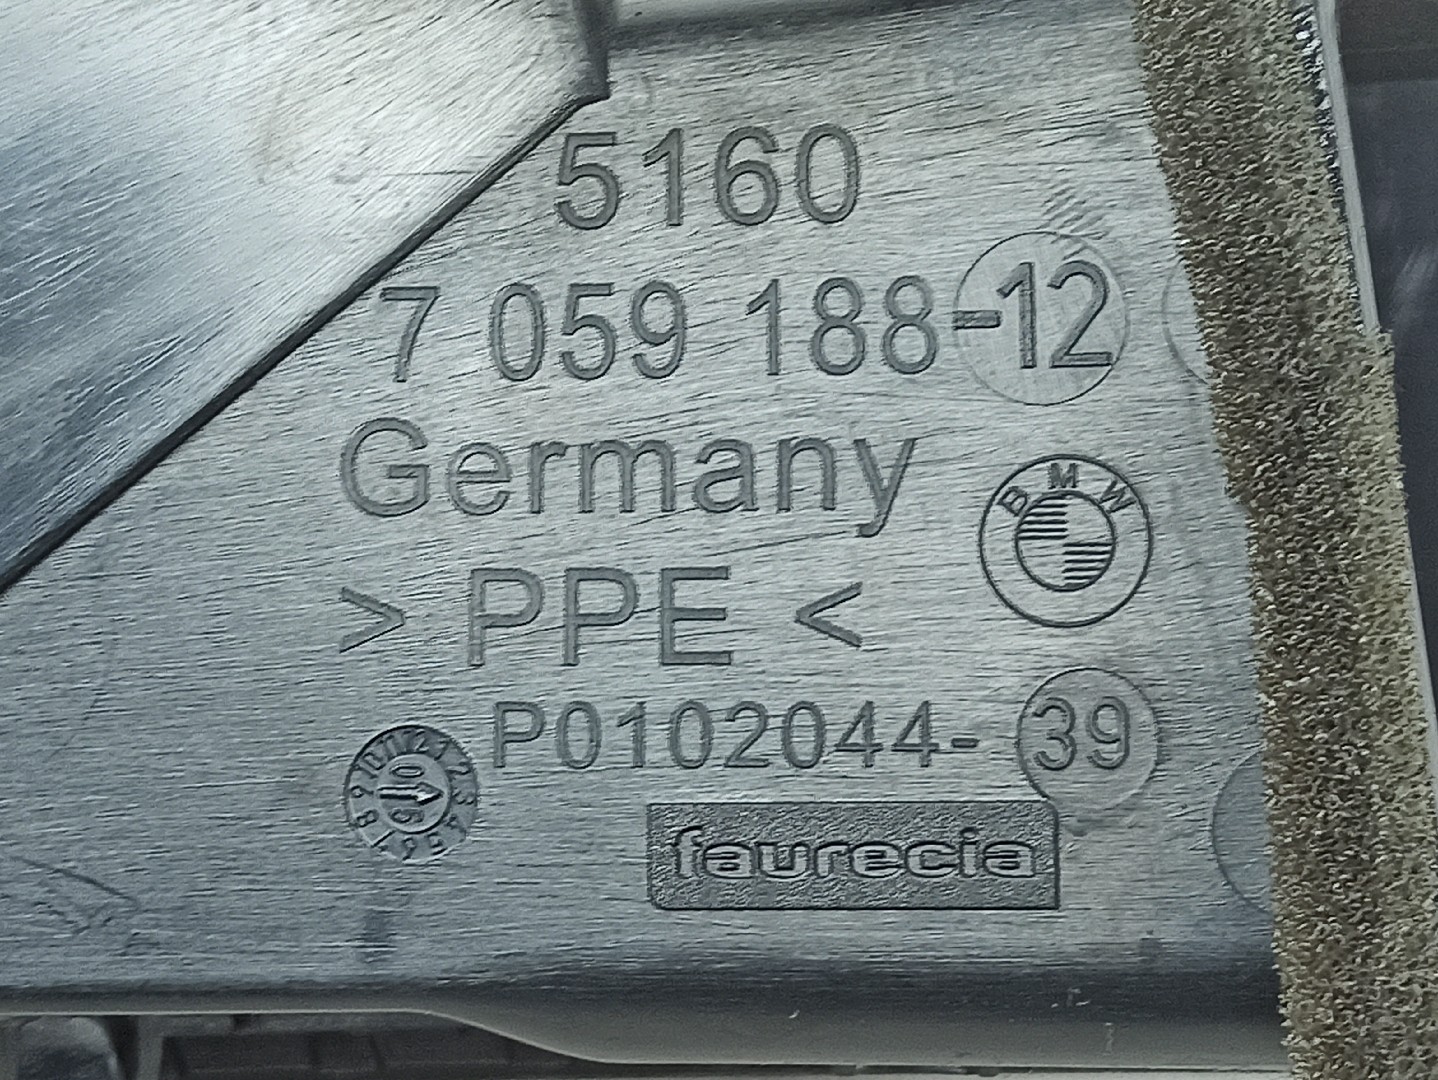 5160
7 059 188-12
Germany
BMW
> PPE <
P0102044-39
faurecia